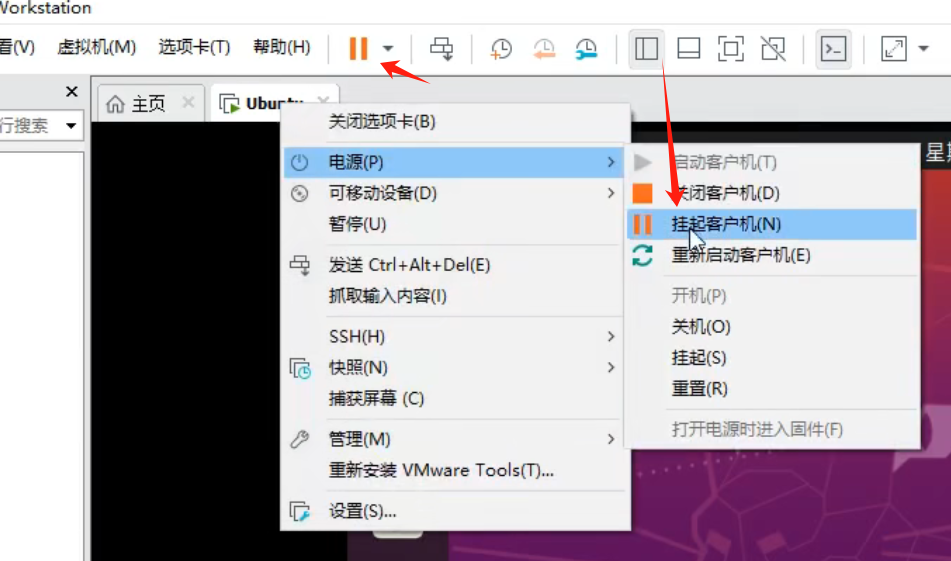 Workstation
看(V) 虚拟机(M) 选项卡(T) 帮助(H)
主页
Ubuntu
行搜索
关闭选项卡(B)
电源(P)
可移动设备(D)
暂停(U)
发送 Ctrl+Alt+Del(E)
抓取输入内容(I)
SSH(H)
快照(N)
捕获屏幕 (C)
管理(M)
重新安装 VMware Tools(T)...
设置(S)...
启动客户机(T)
关闭客户机(D)
挂起客户机(N)
重新启动客户机(E)
开机(P)
关机(O)
挂起(S)
重置(R)
打开电源时进入固件(F)
星期